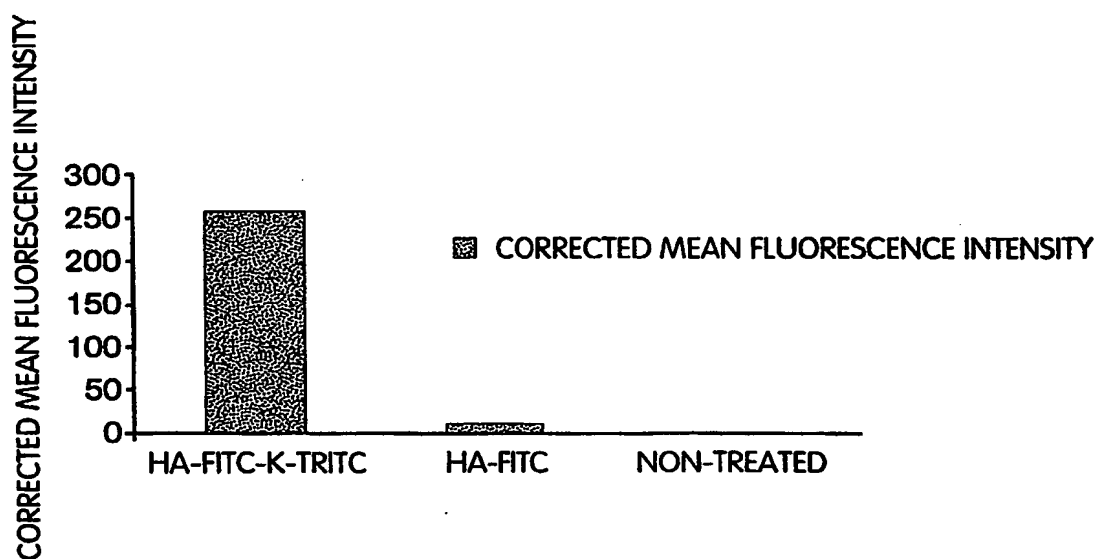 CORRECTED MEAN FLUORESCENCE INTENSITY
300
250
200
150
100
50
0
CORRECTED MEAN FLUORESCENCE INTENSITY
HA-FITC-K-TRITC
HA-FITC
NON-TREATED